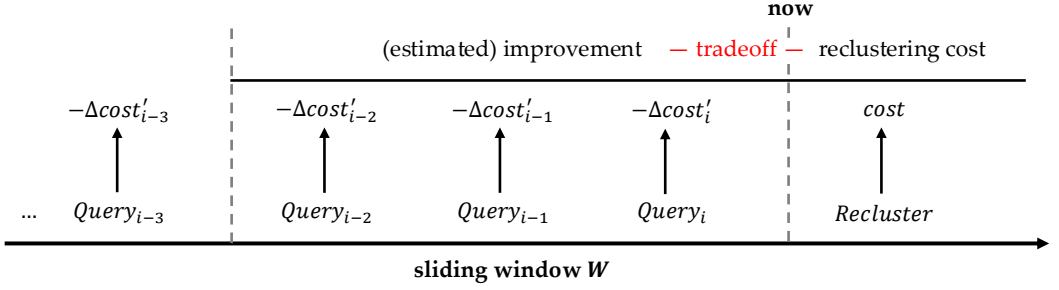 now
(estimated) improvement — tradeoff — reclustering cost
−Δcost′ᵢ₋₃ −Δcost′ᵢ₋₂ −Δcost′ᵢ₋₁ −Δcost′ᵢ cost
... Queryᵢ₋₃ Queryᵢ₋₂ Queryᵢ₋₁ Queryᵢ Recluster
sliding window W